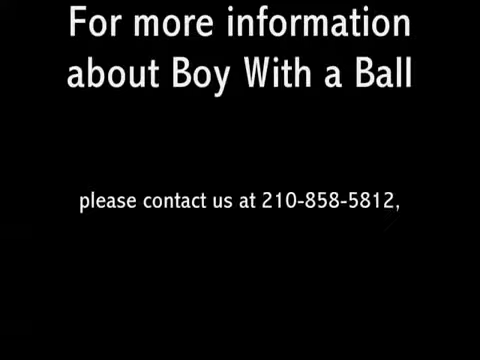 For more information
about Boy With a Ball
please contact us at 210-858-5812,